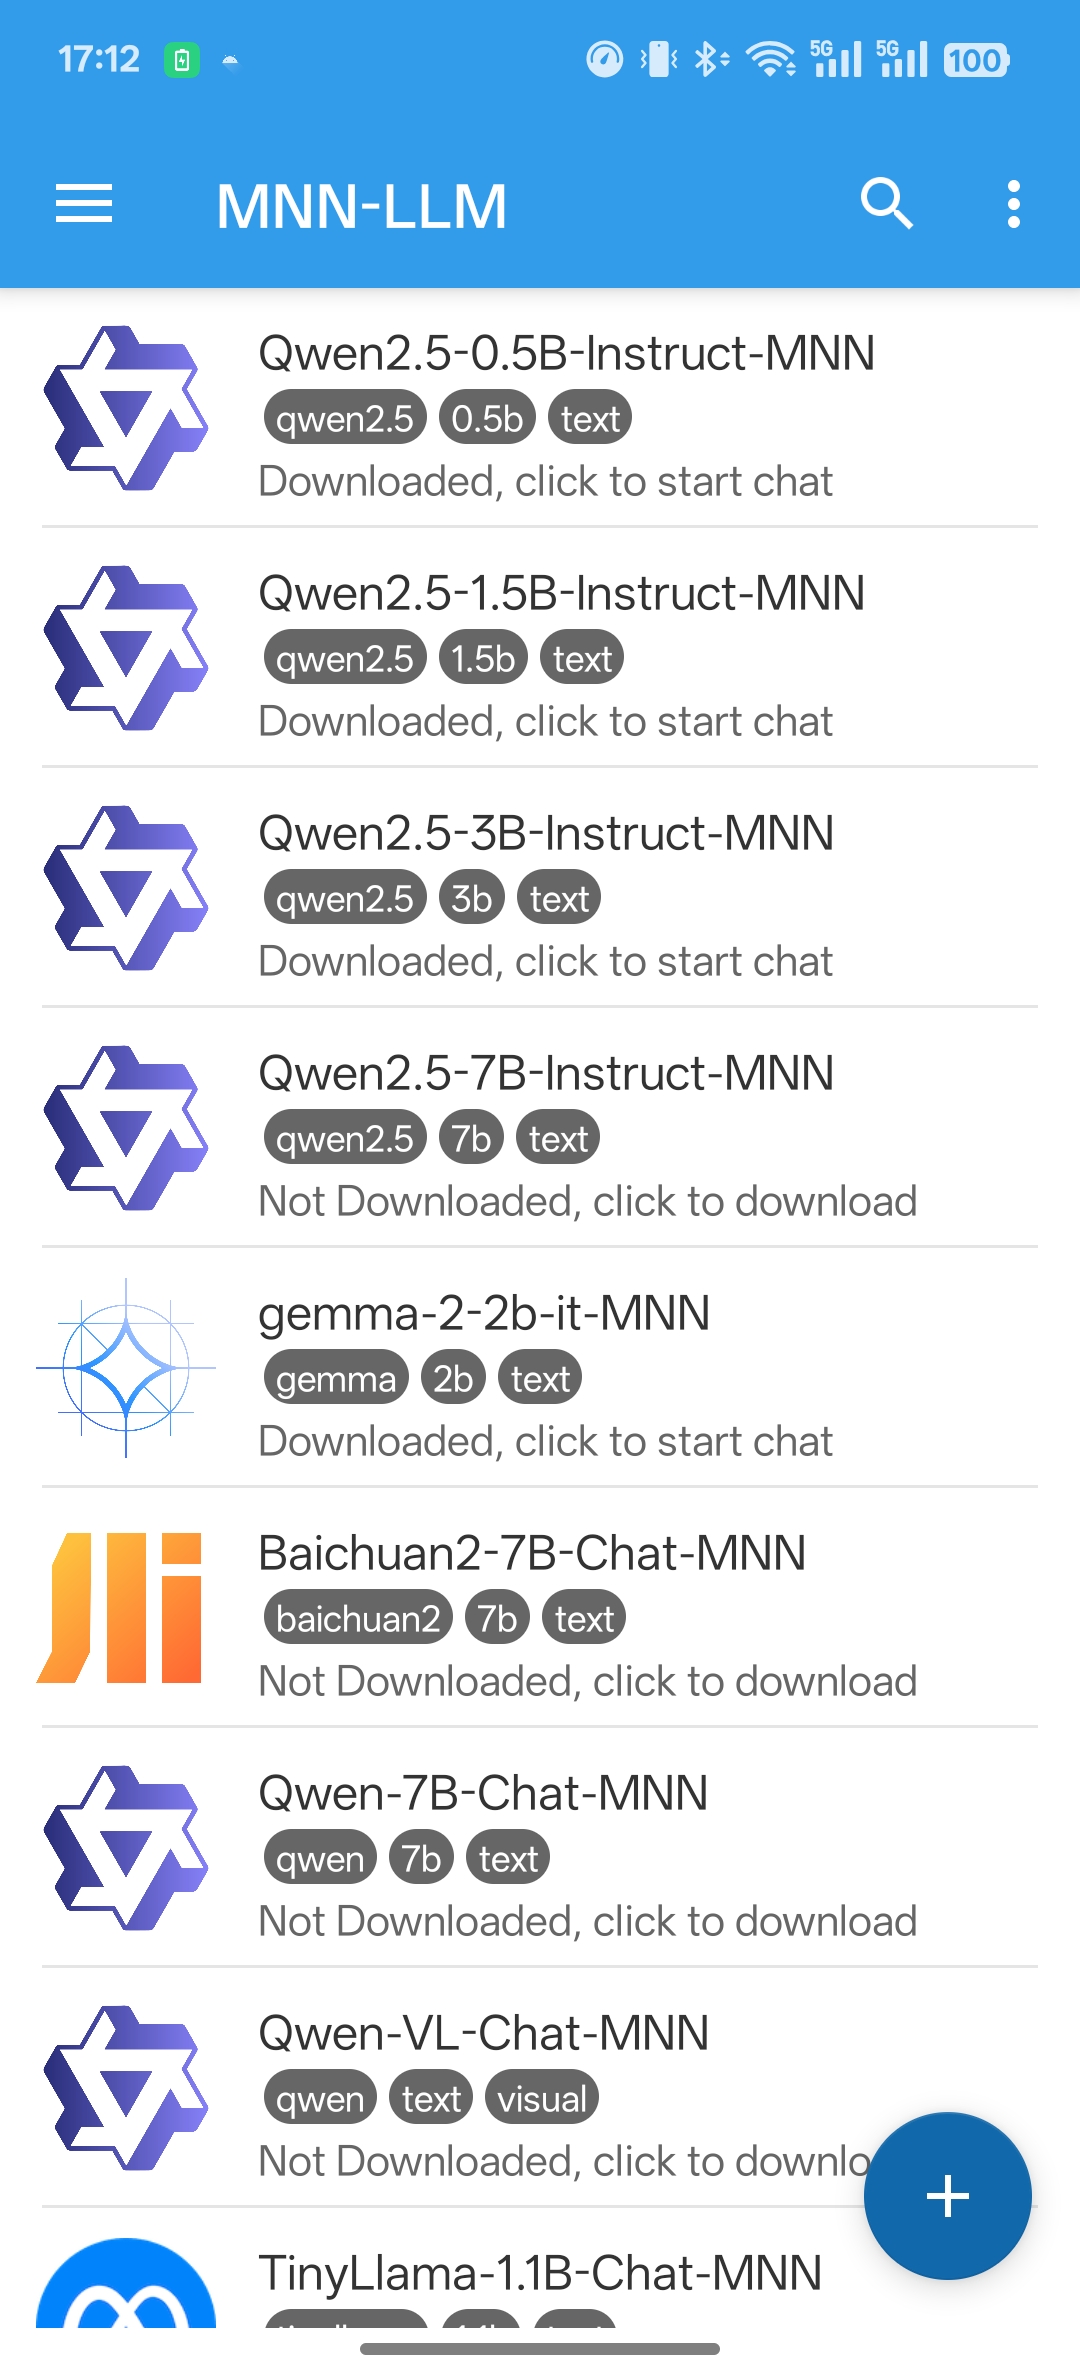 17:12
5G 5G 100
MNN-LLM
Qwen2.5-0.5B-Instruct-MNN
qwen2.5 0.5b text
Downloaded, click to start chat
Qwen2.5-1.5B-Instruct-MNN
qwen2.5 1.5b text
Downloaded, click to start chat
Qwen2.5-3B-Instruct-MNN
qwen2.5 3b text
Downloaded, click to start chat
Qwen2.5-7B-Instruct-MNN
qwen2.5 7b text
Not Downloaded, click to download
gemma-2-2b-it-MNN
gemma 2b text
Downloaded, click to start chat
Baichuan2-7B-Chat-MNN
baichuan2 7b text
Not Downloaded, click to download
Qwen-7B-Chat-MNN
qwen 7b text
Not Downloaded, click to download
Qwen-VL-Chat-MNN
qwen text visual
Not Downloaded, click to downlo
TinyLlama-1.1B-Chat-MNN